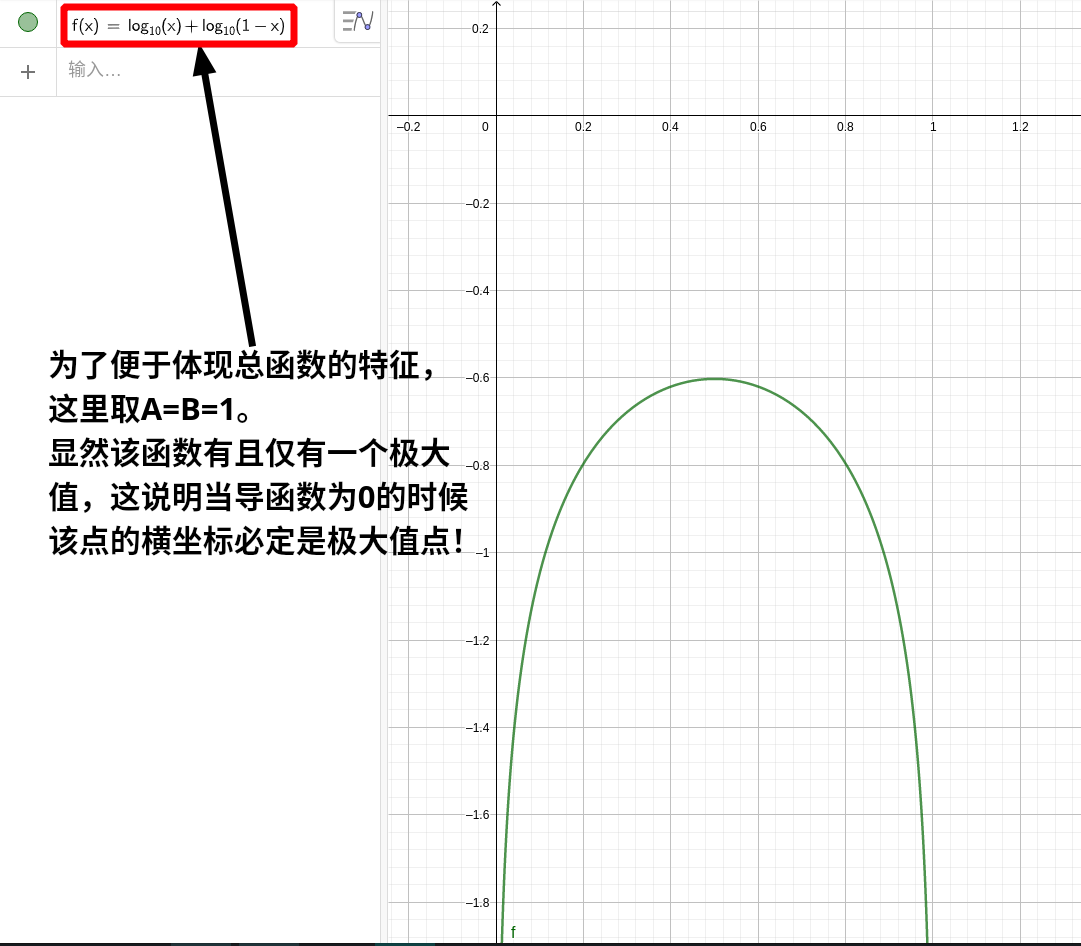 f(x) = log₁₀(x) + log₁₀(1 − x)
输入…
为了便于体现总函数的特征，
这里取A=B=1。
显然该函数有且仅有一个极大
值，这说明当导函数为0的时候
该点的横坐标必定是极大值点！
0.2
−0.2
0
0.2
0.4
0.6
0.8
1
1.2
−0.2
−0.4
−0.6
−0.8
−1
−1.2
−1.4
−1.6
−1.8
f